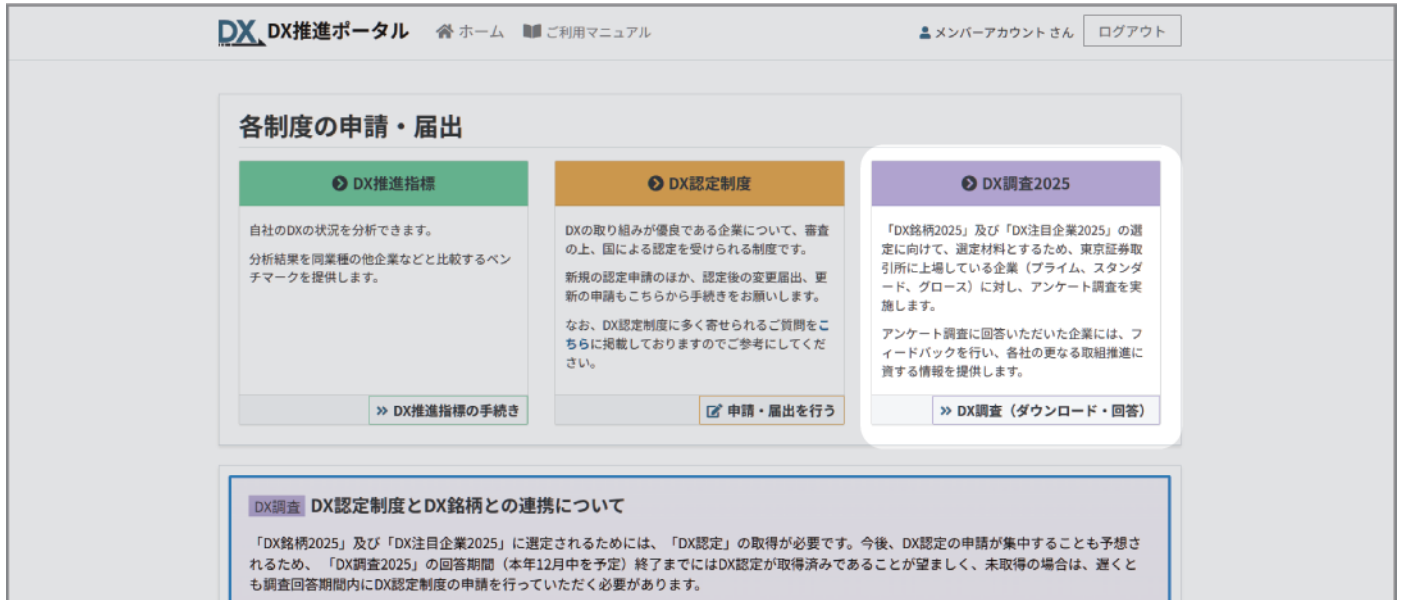 DX DX推進ポータル ホーム ご利用マニュアル メンバーアカウント さん ログアウト
各制度の申請・届出
DX推進指標
自社のDXの状況を分析できます。
分析結果を同業種の他企業などと比較するベン
チマークを提供します。
DX推進指標の手続き
DX認定制度
DXの取り組みが優良である企業について、審査
の上、国による認定を受けられる制度です。
新規の認定申請のほか、認定後の変更届出、更
新の申請もこちらから手続きをお願いします。
なお、DX認定制度に多く寄せられるご質問をこ
ちらに掲載しておりますのでご参考にしてくだ
さい。
申請・届出を行う
DX調査2025
「DX銘柄2025」及び「DX注目企業2025」の選
定に向けて、選定材料とするため、東京証券取
引所に上場している企業（プライム、スタンダ
ード、グロース）に対し、アンケート調査を実
施します。
アンケート調査に回答いただいた企業には、フ
ィードバックを行い、各社の更なる取組推進に
資する情報を提供します。
DX調査（ダウンロード・回答）
DX調査 DX認定制度とDX銘柄との連携について
「DX銘柄2025」及び「DX注目企業2025」に選定されるためには、「DX認定」の取得が必要です。今後、DX認定の申請が集中することも予想さ
れるため、 「DX調査2025」の回答期間（本年12月中を予定）終了までにはDX認定が取得済みであることが望ましく、未取得の場合は、遅くと
も調査回答期間内にDX認定制度の申請を行っていただく必要があります。